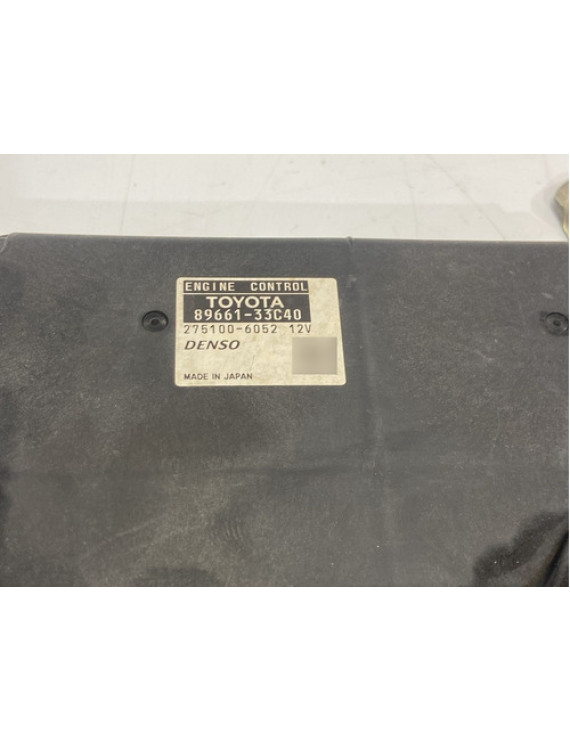 ENGINE CONTROL
TOYOTA
89661-33C40
275100-6052 12V
DENSO
MADE IN JAPAN